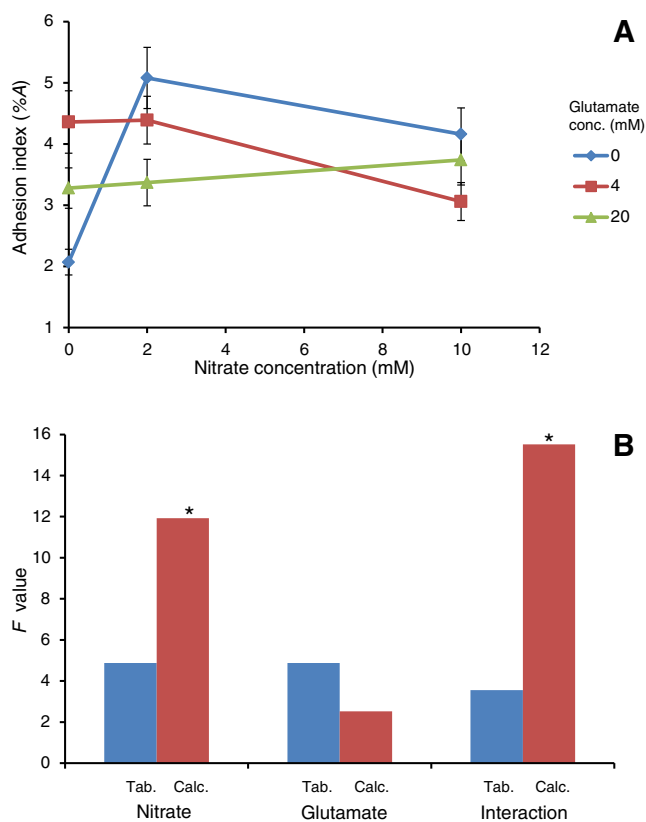 A
Adhesion index (%A)
6
5
4
3
2
1
0 2 4 6 8 10 12
Nitrate concentration (mM)
Glutamate
conc. (mM)
0
4
20
B
F value
16
14
12
10
8
6
4
2
0
*
*
Tab. Calc. Tab. Calc. Tab. Calc.
Nitrate Glutamate Interaction